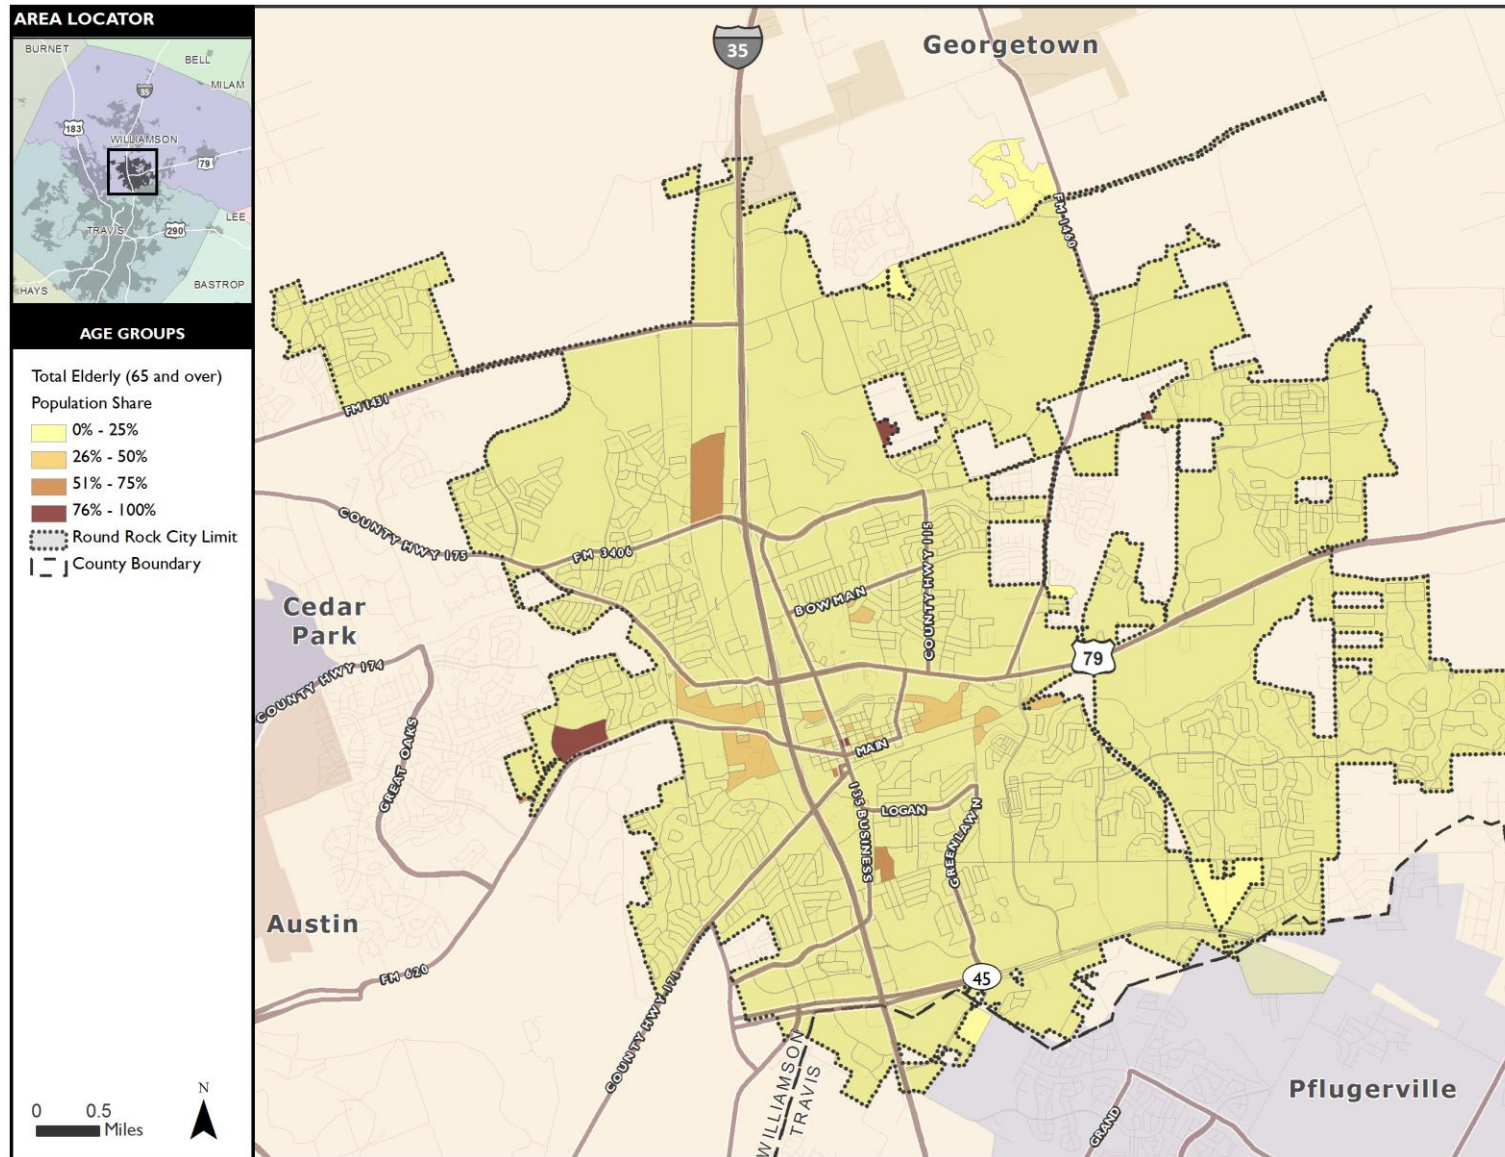 AREA LOCATOR
BURNET
BELL
MILAM
35
183
WILLIAMSON
79
LEE
TRAVIS
290
HAYS
BASTROP
AGE GROUPS
Total Elderly (65 and over)
Population Share
0% - 25%
26% - 50%
51% - 75%
76% - 100%
Round Rock City Limit
County Boundary
0 0.5
Miles
N
35
Georgetown
FM 1460
FM 1431
COUNTY HWY 175
FM 3406
COUNTY HWY 115
BOWMAN
Cedar
Park
79
COUNTY HWY 174
GREAT OAKS
MAIN
LOGAN
I 35 BUSINESS
GREENLAWN
Austin
FM 620
45
COUNTY HWY 171
WILLIAMSON
TRAVIS
Pflugerville
GRAND